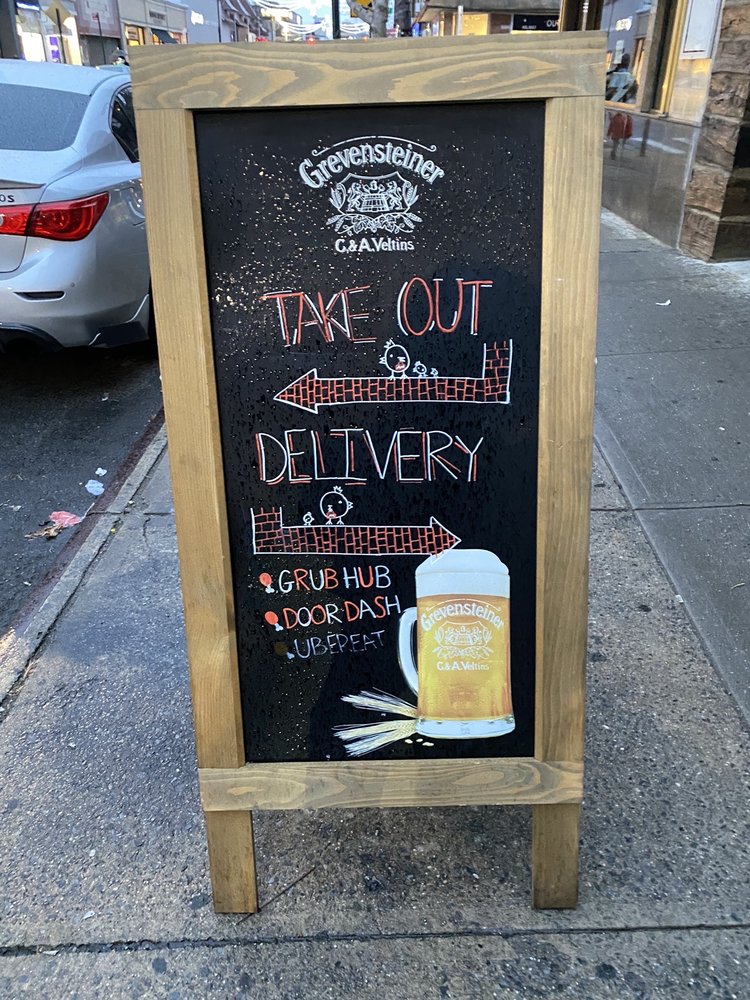 Grevensteiner
C.& A.Veltins
TAKE OUT
DELIVERY
GRUB HUB
DOOR DASH
UBEREAT
Grevensteiner
C.& A.Veltins